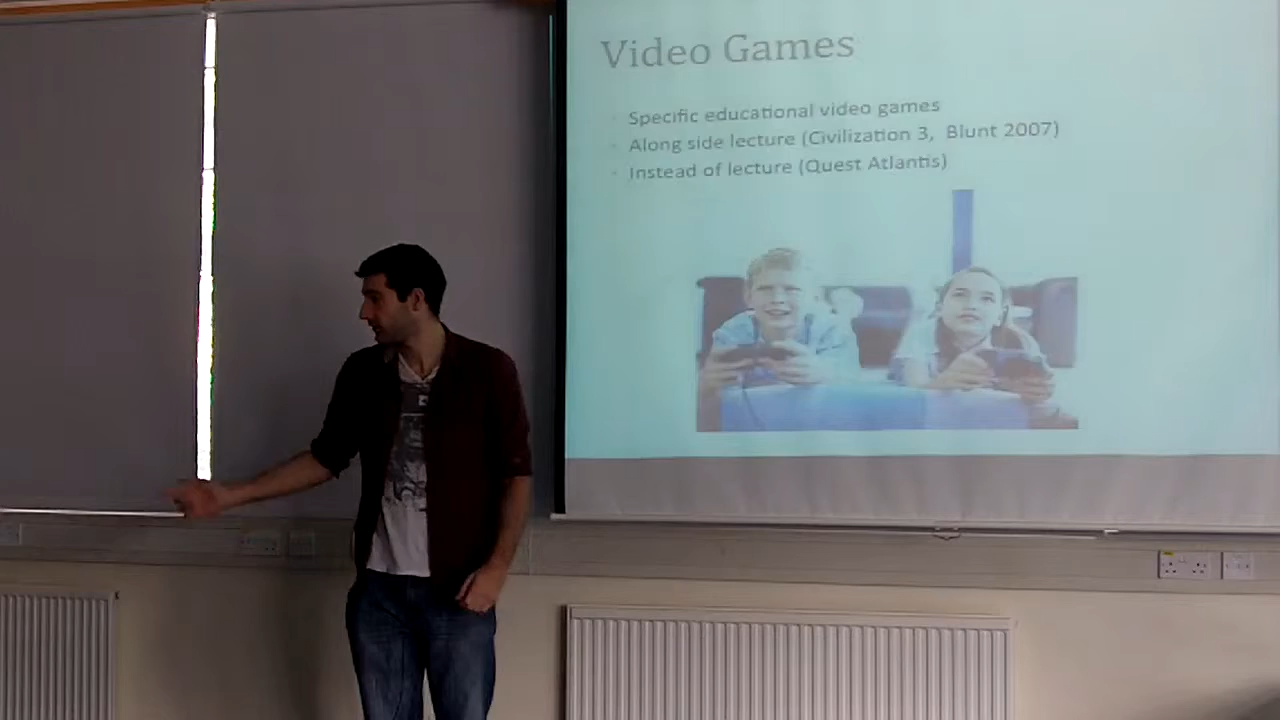 Video Games
Specific educational video games
Along side lecture (Civilization 3, Blunt 2007)
Instead of lecture (Quest Atlantis)